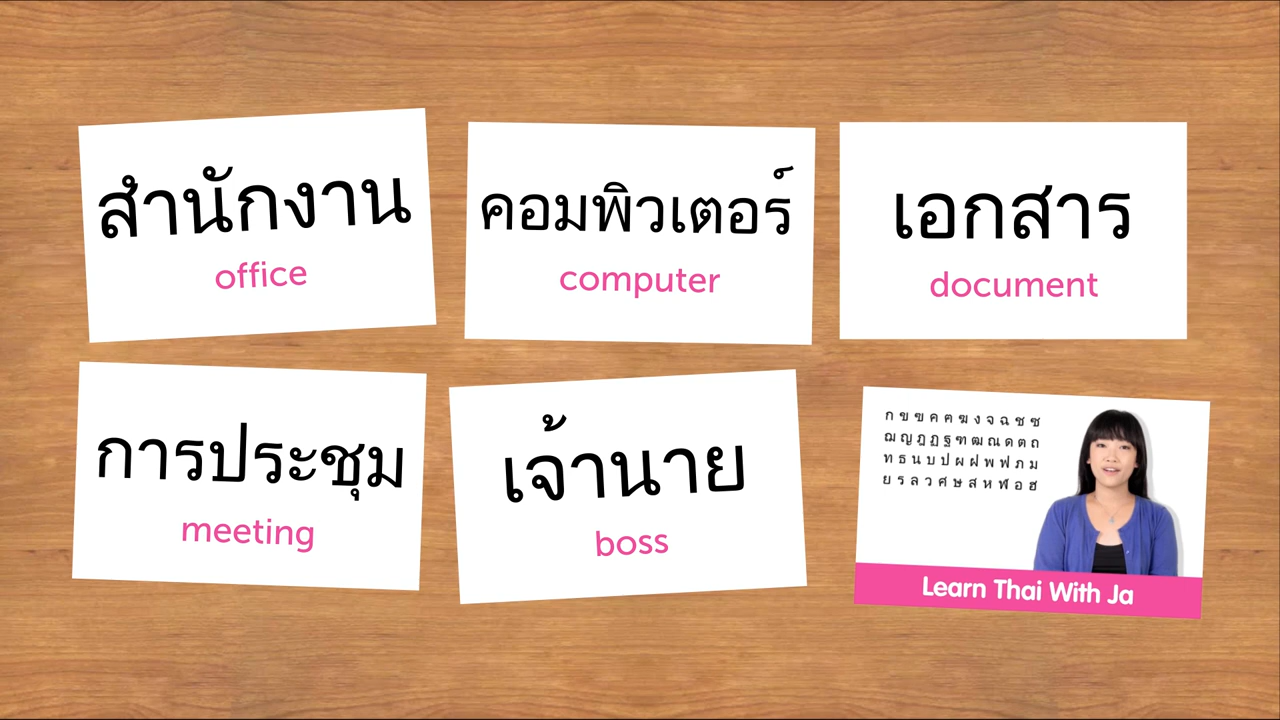 สำนักงาน
office
คอมพิวเตอร์
computer
เอกสาร
document
การประชุม
meeting
เจ้านาย
boss
ก ข ฃ ค ฅ ฆ ง จ ฉ ช ซ
ฌ ญ ฎ ฏ ฐ ฑ ฒ ณ ด ต ถ
ท ธ น บ ป ผ ฝ พ ฟ ภ ม
ย ร ล ว ศ ษ ส ห ฬ อ ฮ
Learn Thai With Ja